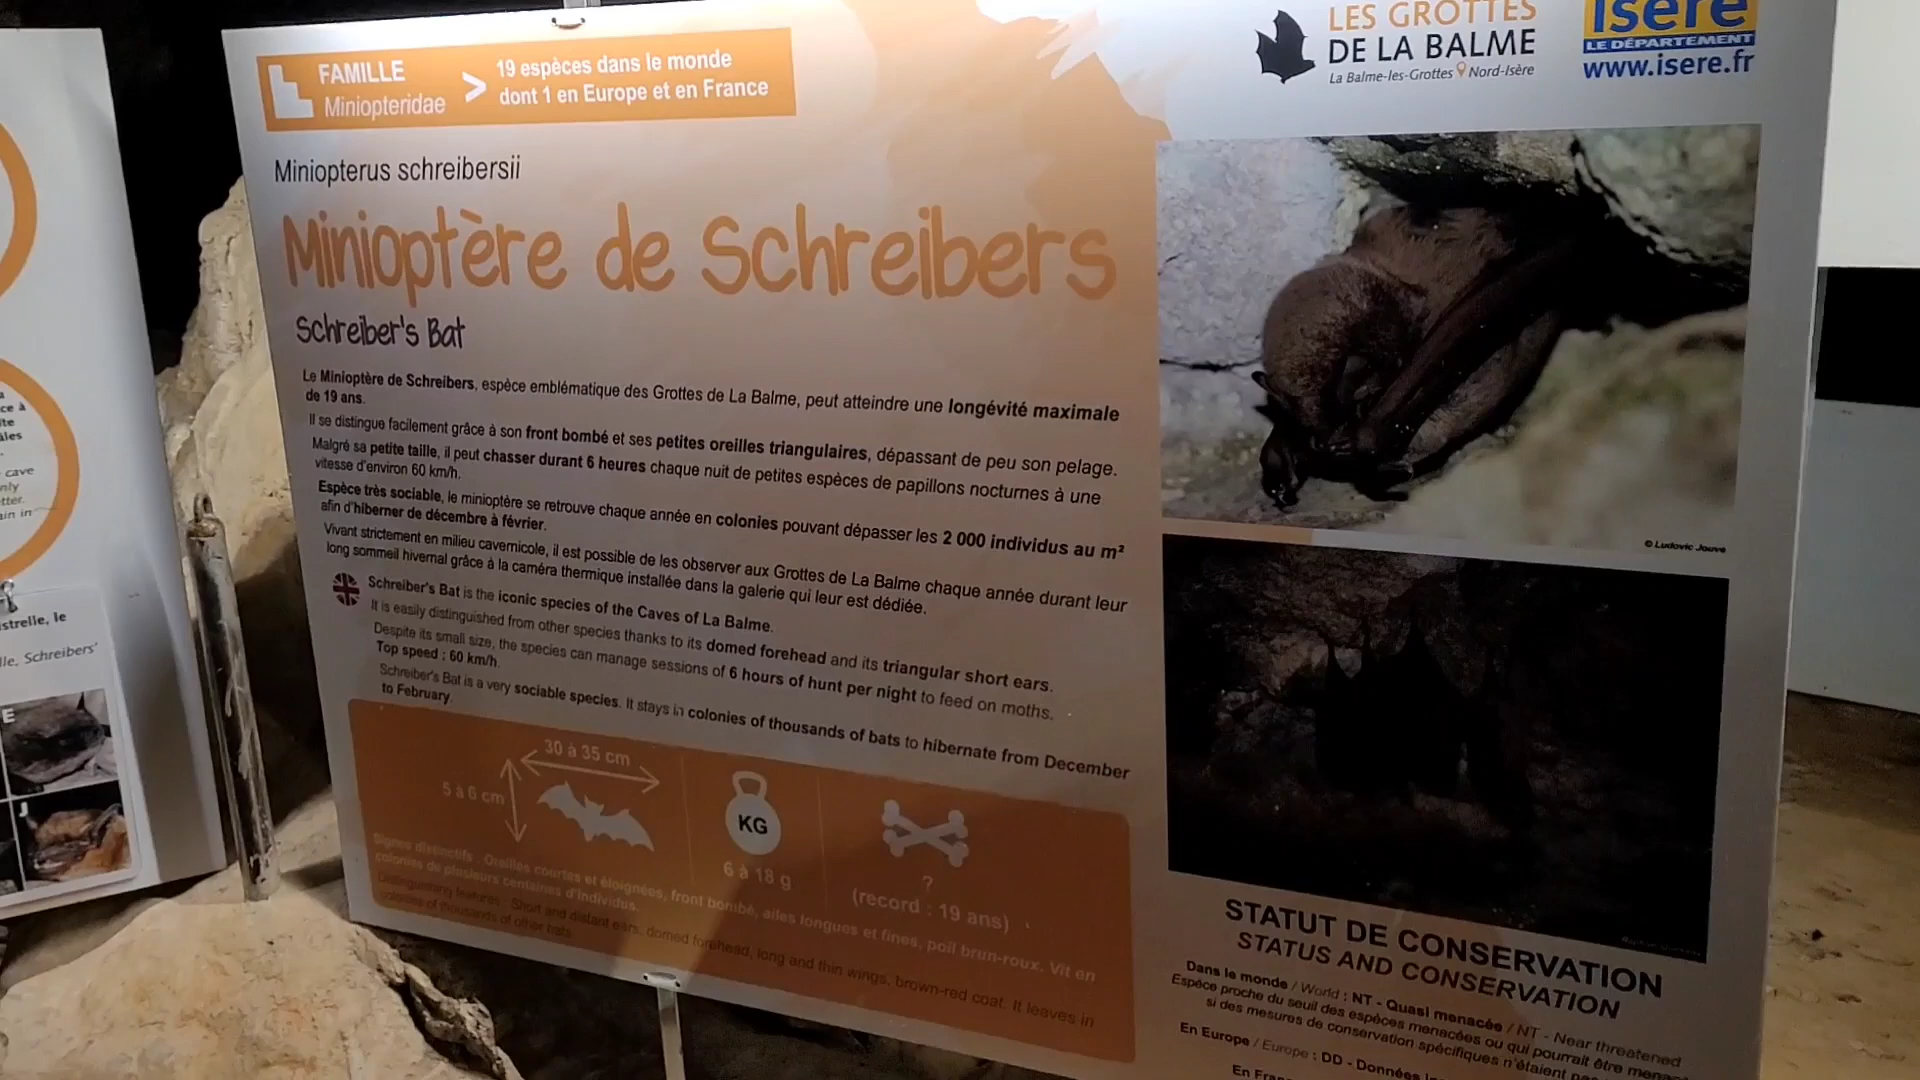 FAMILLE
Miniopteridae
>
19 espèces dans le monde
dont 1 en Europe et en France
LES GROTTES
DE LA BALME
La Balme-les-Grottes Nord-Isère
isère
LE DÉPARTEMENT
www.isere.fr
Miniopterus schreibersii
Minioptère de Schreibers
Schreiber's Bat
Le Minioptère de Schreibers, espèce emblématique des Grottes de La Balme, peut atteindre une longévité maximale
de 19 ans.
Il se distingue facilement grâce à son front bombé et ses petites oreilles triangulaires, dépassant de peu son pelage.
Malgré sa petite taille, il peut chasser durant 6 heures chaque nuit de petites espèces de papillons nocturnes à une
vitesse d'environ 60 km/h.
Espèce très sociable, le minioptère se retrouve chaque année en colonies pouvant dépasser les 2 000 individus au m²
afin d'hiberner de décembre à février.
Vivant strictement en milieu cavernicole, il est possible de les observer aux Grottes de La Balme chaque année durant leur
long sommeil hivernal grâce à la caméra thermique installée dans la galerie qui leur est dédiée.
Schreiber's Bat is the iconic species of the Caves of La Balme.
It is easily distinguished from other species thanks to its domed forehead and its triangular short ears.
Despite its small size, the species can manage sessions of 6 hours of hunt per night to feed on moths.
Top speed : 60 km/h.
Schreiber's Bat is a very sociable species. It stays in colonies of thousands of bats to hibernate from December
to February.
30 à 35 cm
5 à 6 cm
KG
6 à 18 g
?
(record : 19 ans)
Signes distinctifs : Oreilles courtes et éloignées, front bombé, ailes longues et fines, poil brun-roux. Vit en
colonies de plusieurs centaines d'individus.
Distinguishing features : Short and distant ears, domed forehead, long and thin wings, brown-red coat. It leaves in
colonies of thousands of other bats.
© Ludovic Jouve
STATUT DE CONSERVATION
STATUS AND CONSERVATION
Dans le monde / World : NT - Quasi menacée / NT - Near threatened
Espèce proche du seuil des espèces menacées ou qui pourrait être
si des mesures de conservation spécifiques n'étaient
En Europe / Europe : DD - Données
En
ce à
cave
ain in
strelle, le
Schreibers'
E
J